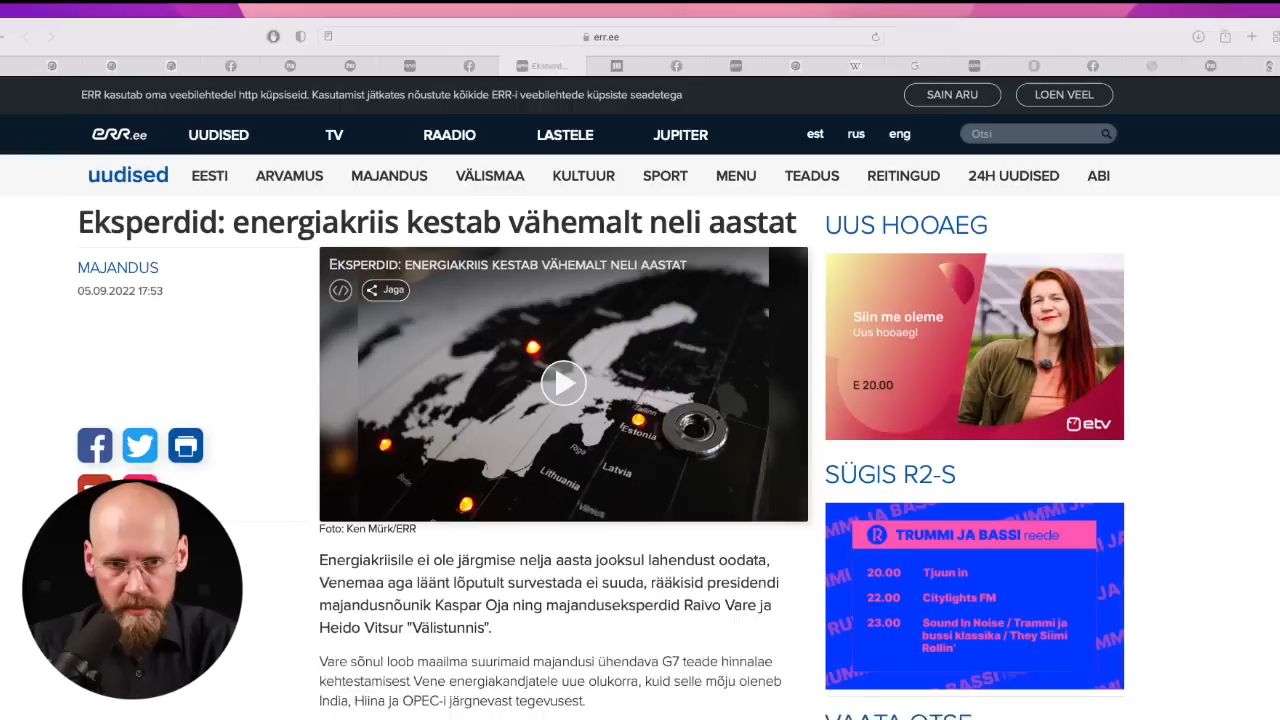 err.ee
Ekspendid...
ERR kasutab oma veebilehtedel http küpsiseid. Kasutamist jätkates nõustute kõikide ERR-i veebilehtede küpsiste seadetega
SAIN ARU
LOEN VEEL
err.ee
UUDISED
TV
RAADIO
LASTELE
JUPITER
est
rus
eng
Otsi
uudised
EESTI
ARVAMUS
MAJANDUS
VÄLISMAA
KULTUUR
SPORT
MENU
TEADUS
REITINGUD
24H UUDISED
ABI
Eksperdid: energiakriis kestab vähemalt neli aastat
MAJANDUS
05.09.2022 17:53
EKSPERDID: ENERGIAKRIIS KESTAB VÄHEMALT NELI AASTAT
Jaga
Finland
Tallinn
Estonia
Riga
Latvia
Lithuania
Vilnius
Foto: Ken Mürk/ERR
Energiakriisile ei ole järgmise nelja aasta jooksul lahendust oodata,
Venemaa aga läänt lõputult survestada ei suuda, rääkisid presidendi
majandusnõunik Kaspar Oja ning majanduseksperdid Raivo Vare ja
Heido Vitsur "Välistunnis".
Vare sõnul loob maailma suurimaid majandusi ühendava G7 teade hinnalae
kehtestamisest Vene energiakandjatele uue olukorra, kuid selle mõju oleneb
India, Hiina ja OPEC-i järgnevast tegevusest.
UUS HOOAEG
Siin me oleme
Uus hooaeg!
E 20.00
etv
SÜGIS R2-S
TRUMMI JA BASSI reede
20.00 Tjuun in
22.00 Citylights FM
23.00 Sound In Noise / Trammi ja
bussi klassika / They Siimi
Rollin'
VAATA OTSE